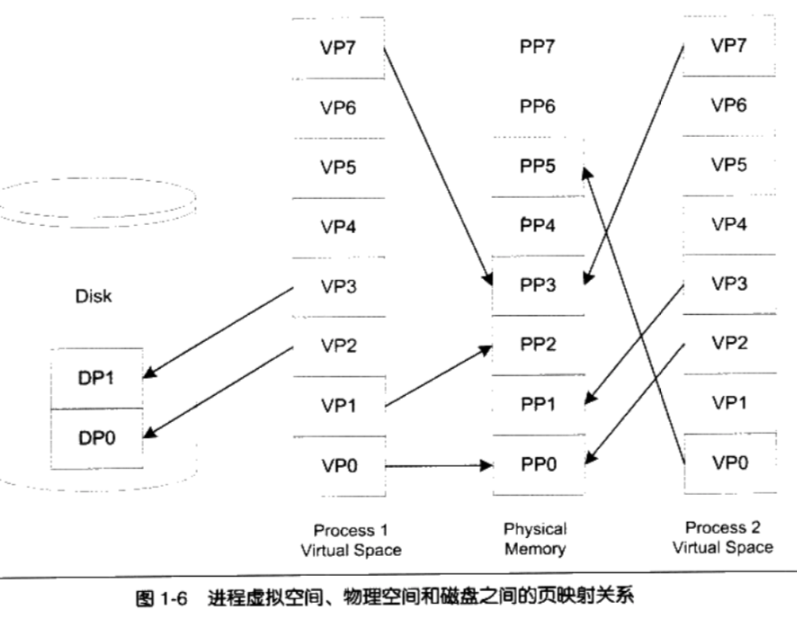 VP7 PP7 VP7
VP6 PP6 VP6
VP5 PP5 VP5
VP4 PP4 VP4
Disk VP3 PP3 VP3
VP2 PP2 VP2
DP1
VP1 PP1 VP1
DP0
VP0 PP0 VP0
Process 1 Physical Process 2
Virtual Space Memory Virtual Space
图 1-6 进程虚拟空间、物理空间和磁盘之间的页映射关系